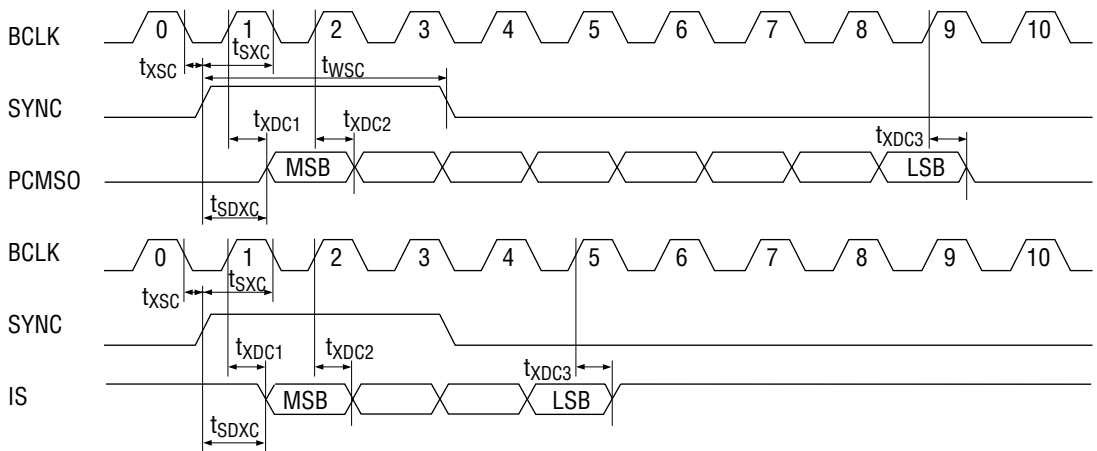 BCLK 0 1 2 3 4 5 6 7 8 9 10
tXSC tSXC
tWSC
SYNC
tXDC1 tXDC2 tXDC3
PCMSO MSB LSB
tSDXC
BCLK 0 1 2 3 4 5 6 7 8 9 10
tXSC tSXC
SYNC
tXDC1 tXDC2 tXDC3
IS MSB LSB
tSDXC